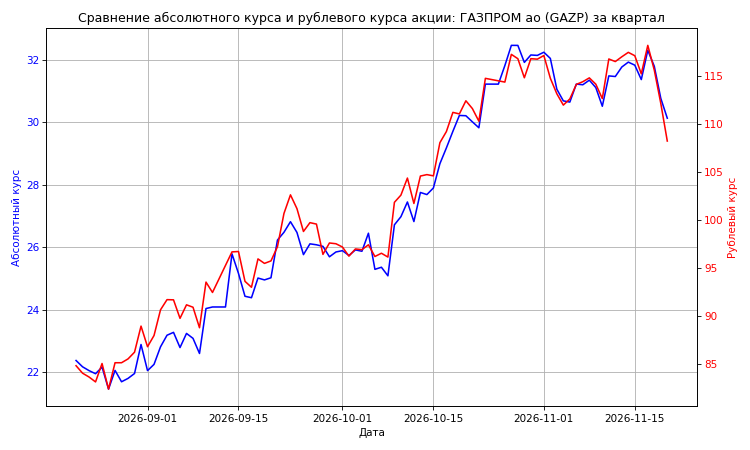 Сравнение абсолютного курса и рублевого курса акции: ГАЗПРОМ ао (GAZP) за квартал
Абсолютный курс
32
30
28
26
24
22
115
110
105
100
95
90
85
Рублевый курс
2026-09-01 2026-09-15 2026-10-01 2026-10-15 2026-11-01 2026-11-15
Дата